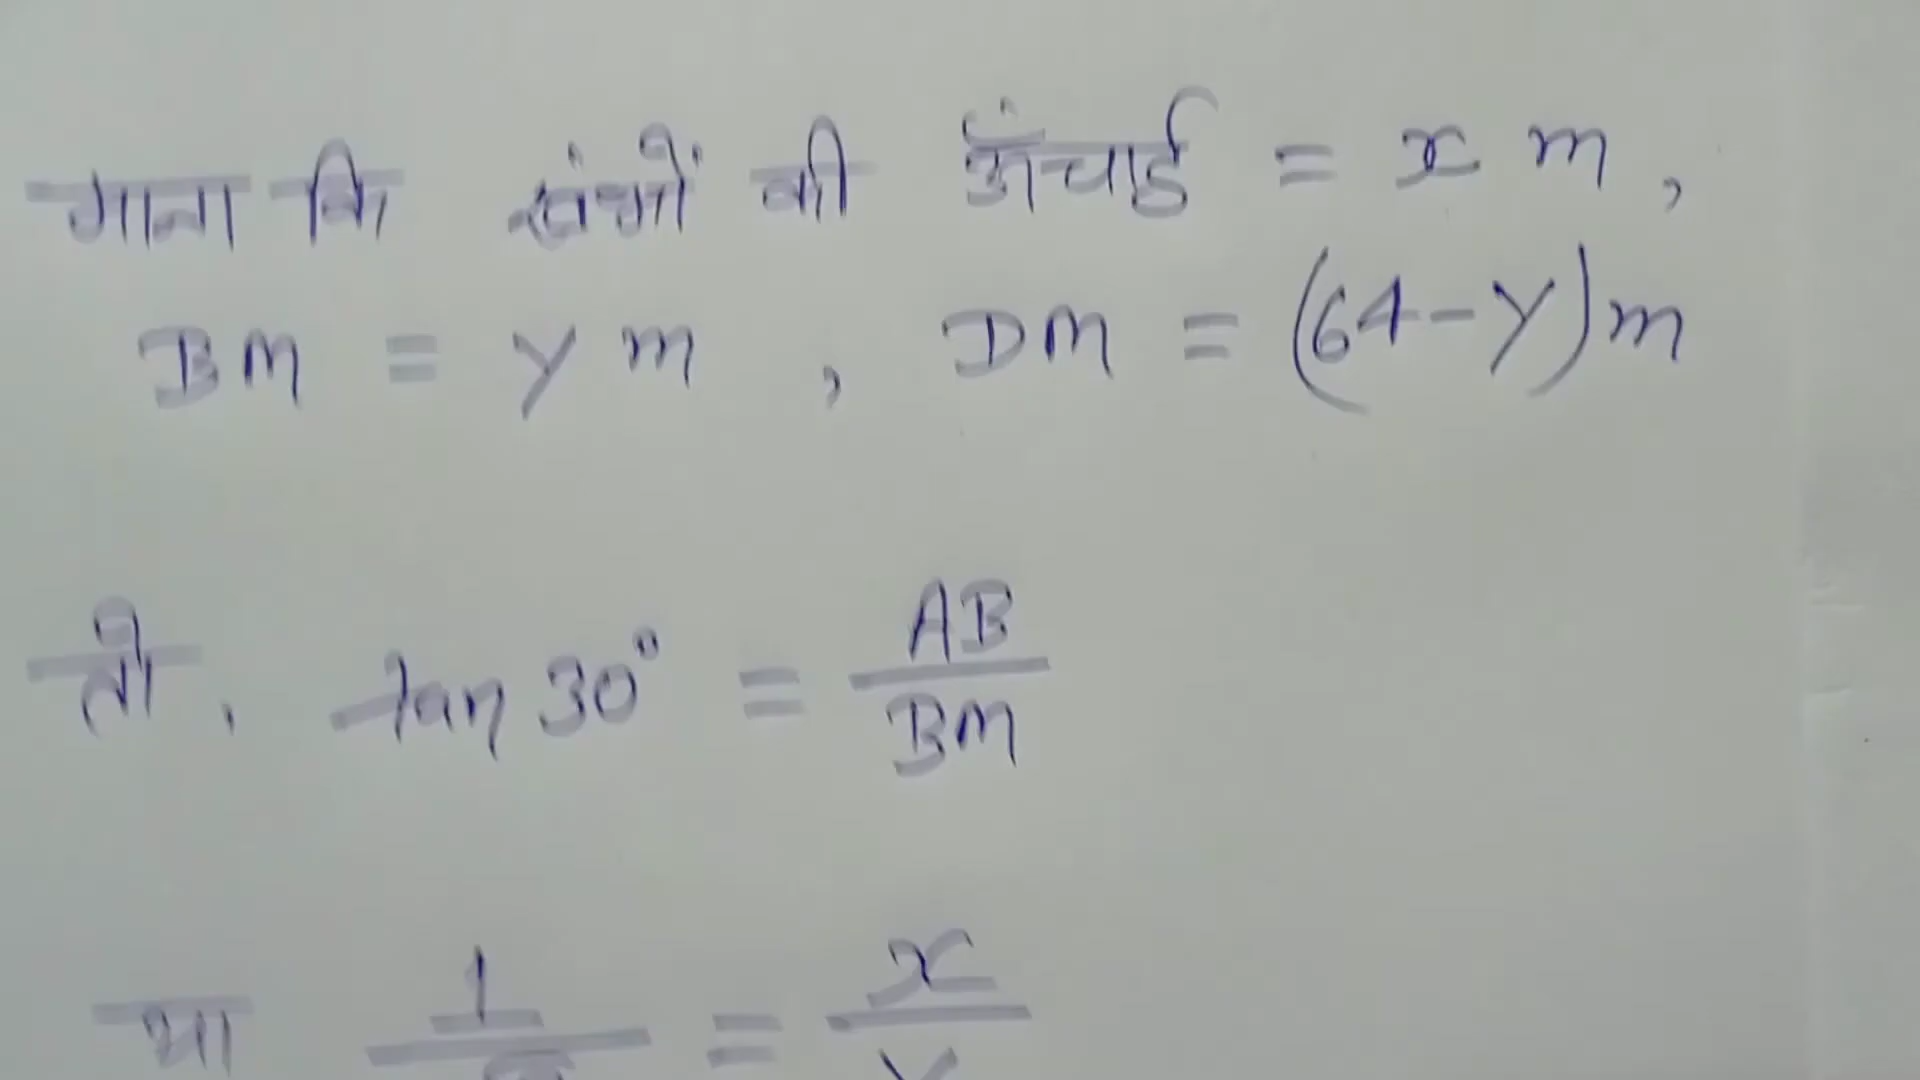 माना कि खंभों की ऊंचाई = x m,
BM = y m, DM = (64-y)m
तो, tan 30° = AB/BM
या 1/ = x/y